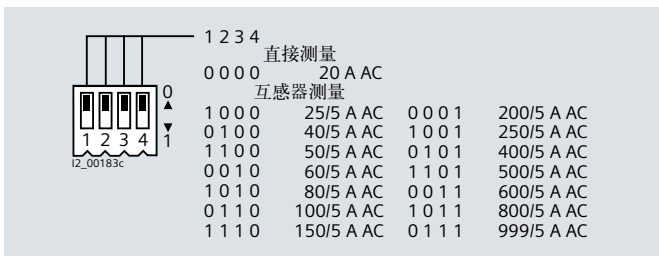 1 2 3 4
直接测量
0 0 0 0 20 A AC
互感器测量
0
1
1 2 3 4
I2_00183c
1 0 0 0 25/5 A AC 0 0 0 1 200/5 A AC
0 1 0 0 40/5 A AC 1 0 0 1 250/5 A AC
1 1 0 0 50/5 A AC 0 1 0 1 400/5 A AC
0 0 1 0 60/5 A AC 1 1 0 1 500/5 A AC
1 0 1 0 80/5 A AC 0 0 1 1 600/5 A AC
0 1 1 0 100/5 A AC 1 0 1 1 800/5 A AC
1 1 1 0 150/5 A AC 0 1 1 1 999/5 A AC